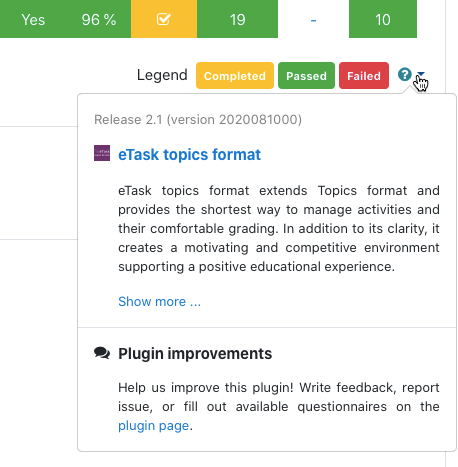 Yes 96 % 19 - 10
Legend Completed Passed Failed
Release 2.1 (version 2020081000)
eTask topics format
eTask topics format extends Topics format and
provides the shortest way to manage activities and
their comfortable grading. In addition to its clarity, it
creates a motivating and competitive environment
supporting a positive educational experience.
Show more ...
Plugin improvements
Help us improve this plugin! Write feedback, report
issue, or fill out available questionnaires on the
plugin page.